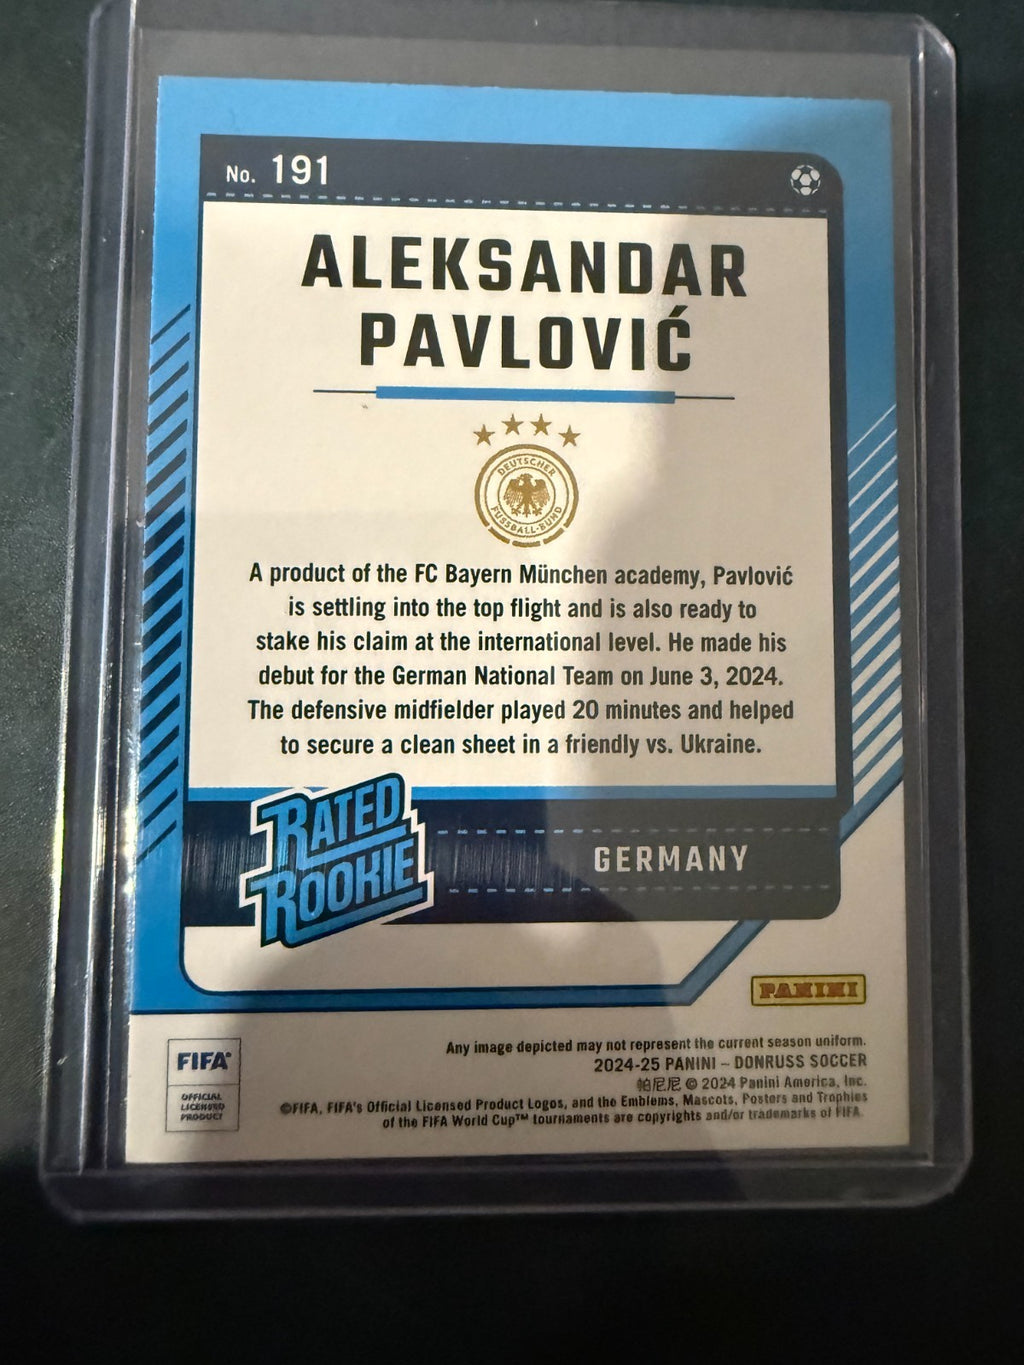 No. 191
ALEKSANDAR
PAVLOVIĆ
DEUTSCHER
FUSSBALL-BUND
A product of the FC Bayern München academy, Pavlović
is settling into the top flight and is also ready to
stake his claim at the international level. He made his
debut for the German National Team on June 3, 2024.
The defensive midfielder played 20 minutes and helped
to secure a clean sheet in a friendly vs. Ukraine.
RATED
ROOKIE
GERMANY
PANINI
FIFA®
OFFICIAL
LICENSED
PRODUCT
Any image depicted may not represent the current season uniform.
2024-25 PANINI – DONRUSS SOCCER
帕尼尼 © 2024 Panini America, Inc.
©FIFA, FIFA's Official Licensed Product Logos, and the Emblems, Mascots, Posters and Trophies
of the FIFA World Cup™ tournaments are copyrights and/or trademarks of FIFA.